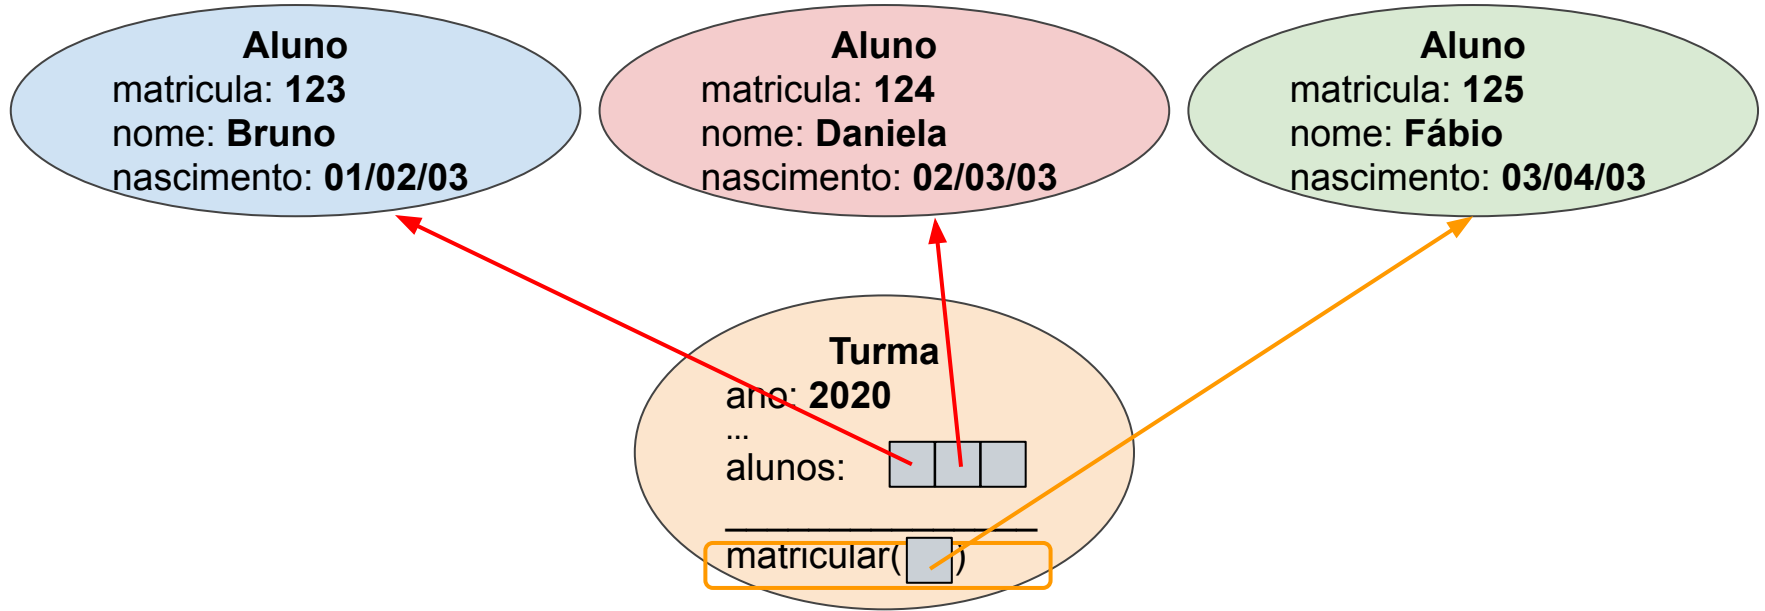 Aluno
matricula: 123
nome: Bruno
nascimento: 01/02/03
Aluno
matricula: 124
nome: Daniela
nascimento: 02/03/03
Aluno
matricula: 125
nome: Fábio
nascimento: 03/04/03
Turma
ano: 2020
...
alunos:
matricular( )